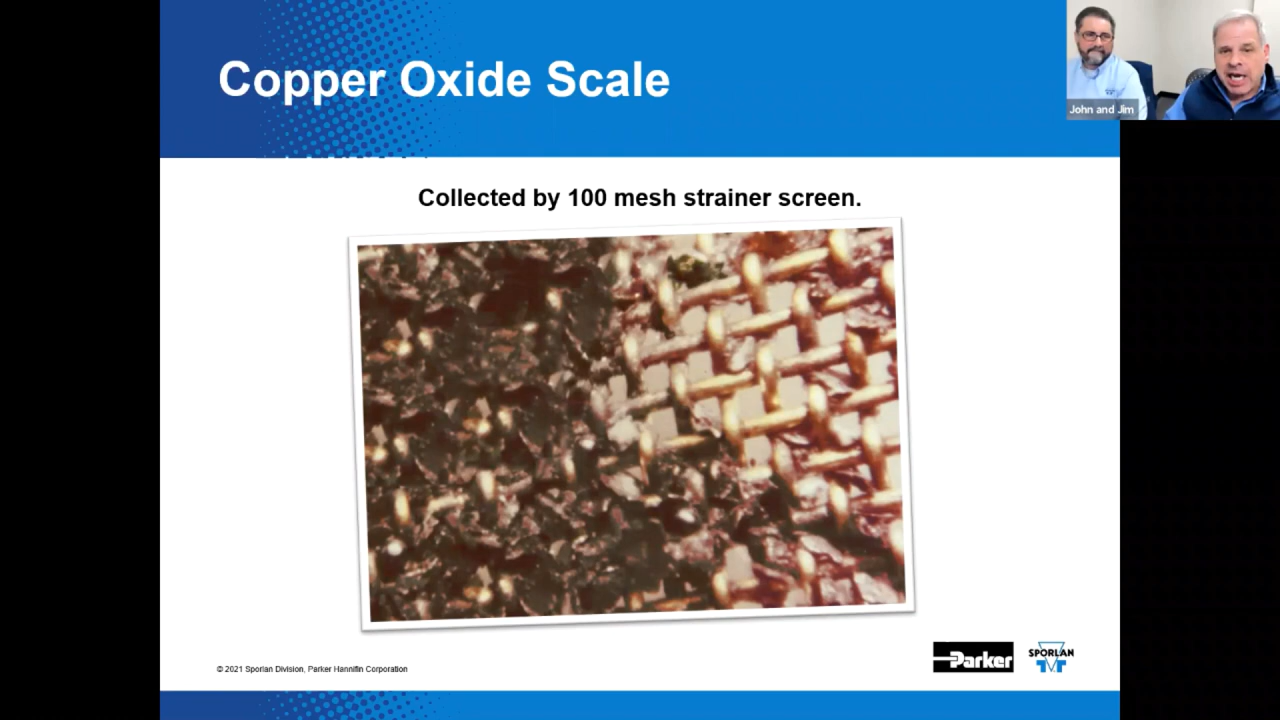 Copper Oxide Scale
John and Jim
Collected by 100 mesh strainer screen.
© 2021 Sporlan Division, Parker Hannifin Corporation
Parker
SPORLAN